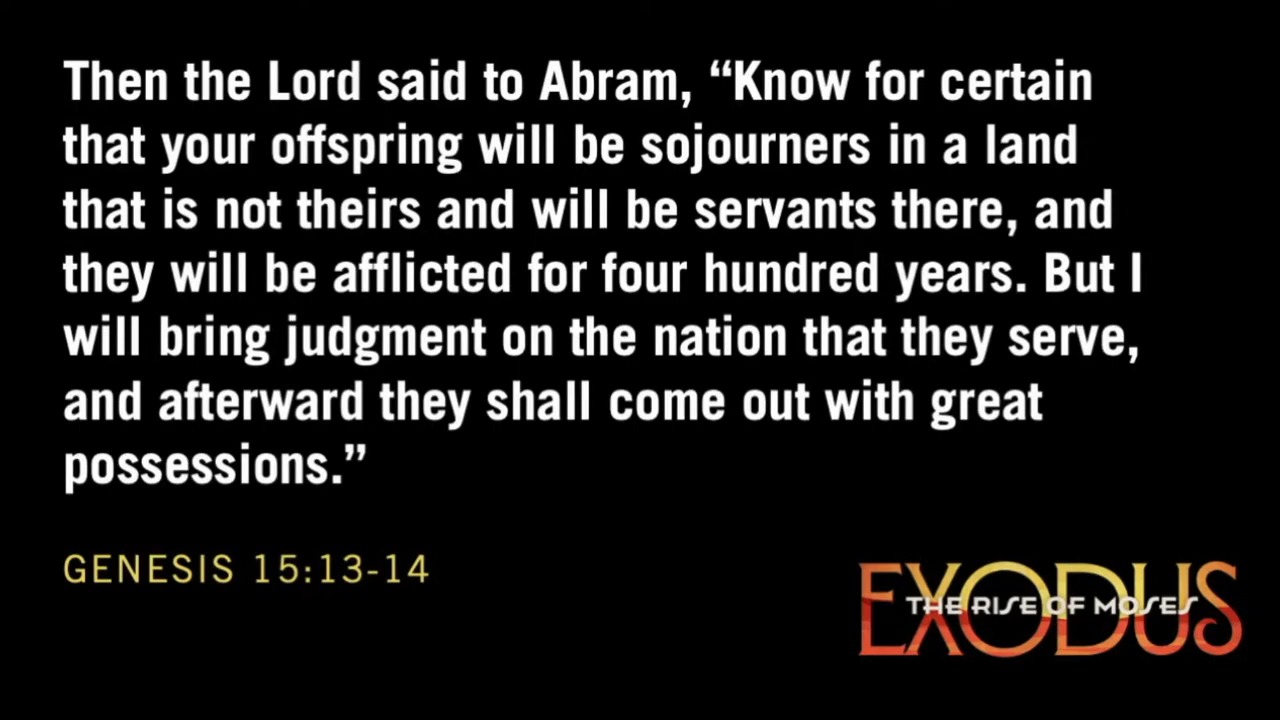 Then the Lord said to Abram, “Know for certain
that your offspring will be sojourners in a land
that is not theirs and will be servants there, and
they will be afflicted for four hundred years. But I
will bring judgment on the nation that they serve,
and afterward they shall come out with great
possessions.”
GENESIS 15:13-14
EXODUS
THE RISE OF MOSES